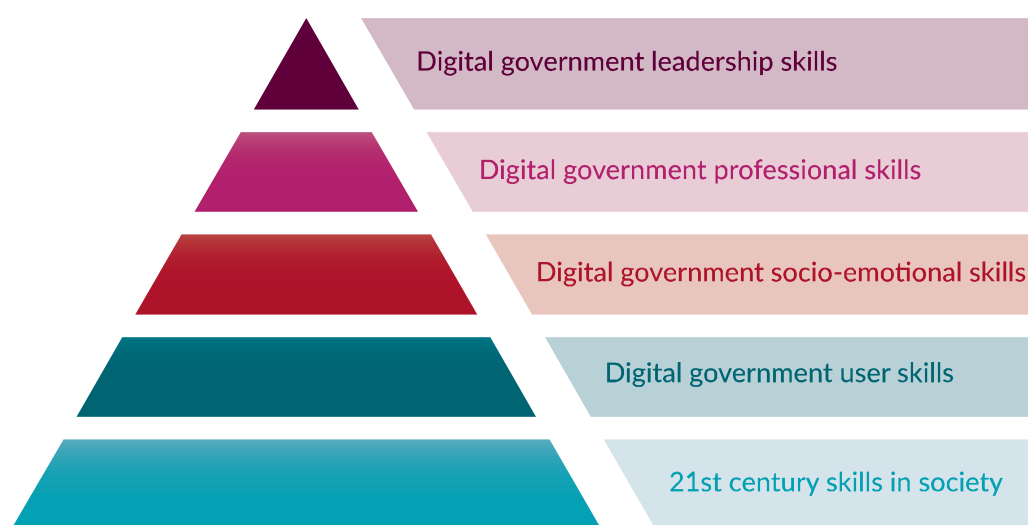 Digital government leadership skills
Digital government professional skills
Digital government socio-emotional skills
Digital government user skills
21st century skills in society